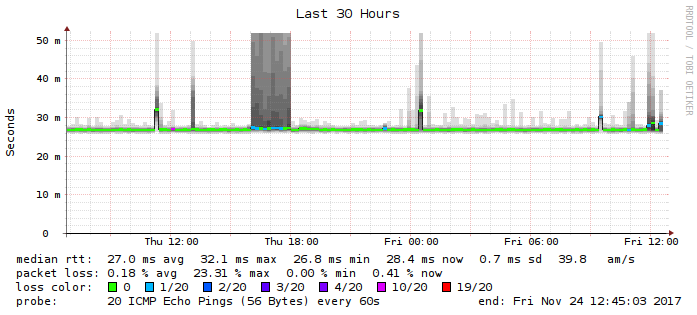 Last 30 Hours
RRDTOOL / TOBI OETIKER
Seconds
50 m
40 m
30 m
20 m
10 m
0
Thu 12:00 Thu 18:00 Fri 00:00 Fri 06:00 Fri 12:00
median rtt: 27.0 ms avg 32.1 ms max 26.8 ms min 28.4 ms now 0.7 ms sd 39.8 am/s
packet loss: 0.18 % avg 23.31 % max 0.00 % min 0.41 % now
loss color: 0 1/20 2/20 3/20 4/20 10/20 19/20
probe: 20 ICMP Echo Pings (56 Bytes) every 60s end: Fri Nov 24 12:45:03 2017